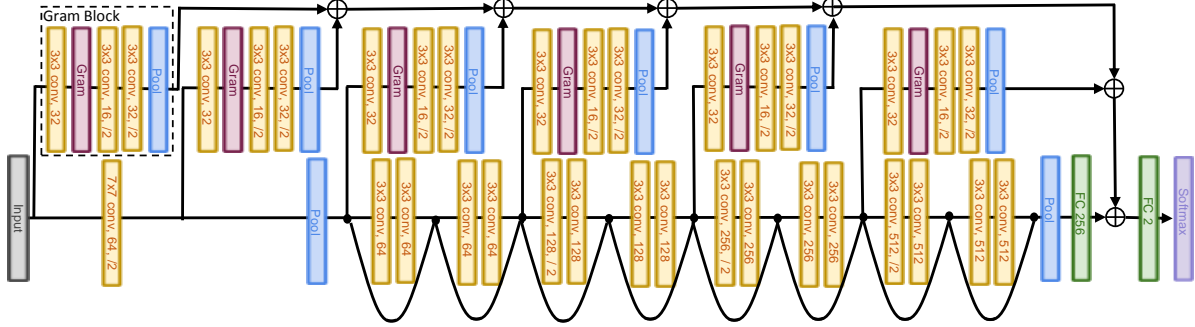 Gram Block
3x3 conv, 32
Gram
3x3 conv, 16, /2
3x3 conv, 32, /2
Pool
3x3 conv, 32
Gram
3x3 conv, 16, /2
3x3 conv, 32, /2
Pool
3x3 conv, 32
Gram
3x3 conv, 16, /2
3x3 conv, 32, /2
Pool
3x3 conv, 32
Gram
3x3 conv, 16, /2
3x3 conv, 32, /2
Pool
3x3 conv, 32
Gram
3x3 conv, 16, /2
3x3 conv, 32, /2
Pool
3x3 conv, 32
Gram
3x3 conv, 16, /2
3x3 conv, 32, /2
Pool
Input
7x7 conv, 64, /2
Pool
3x3 conv, 64
3x3 conv, 64
3x3 conv, 64
3x3 conv, 64
3x3 conv, 128, / 2
3x3 conv, 128
3x3 conv, 128
3x3 conv, 128
3x3 conv, 256, / 2
3x3 conv, 256
3x3 conv, 256
3x3 conv, 256
3x3 conv, 512, /2
3x3 conv, 512
3x3 conv, 512
3x3 conv, 512
Pool
FC 256
FC 2
Softmax